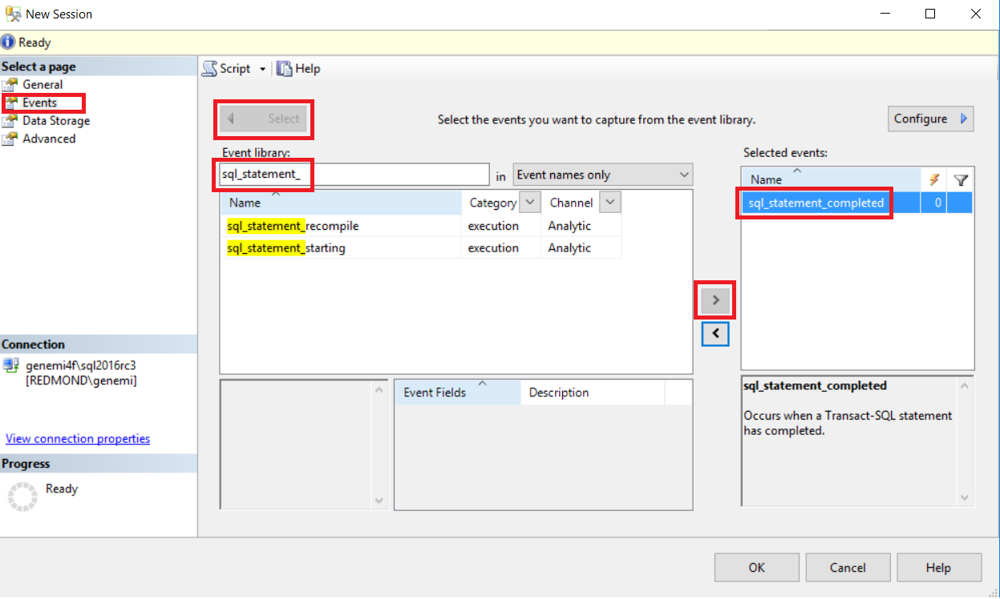 New Session
Ready
Select a page
General
Events
Data Storage
Advanced
Script
Help
Select
Select the events you want to capture from the event library.
Configure
Event library:
sql_statement_
in
Event names only
Name
Category
Channel
sql_statement_recompile execution Analytic
sql_statement_starting execution Analytic
Selected events:
Name
sql_statement_completed 0
>
<
Event Fields
Description
sql_statement_completed
Occurs when a Transact-SQL statement
has completed.
Connection
genemi4f\sql2016rc3
[REDMOND\genemi]
View connection properties
Progress
Ready
OK
Cancel
Help